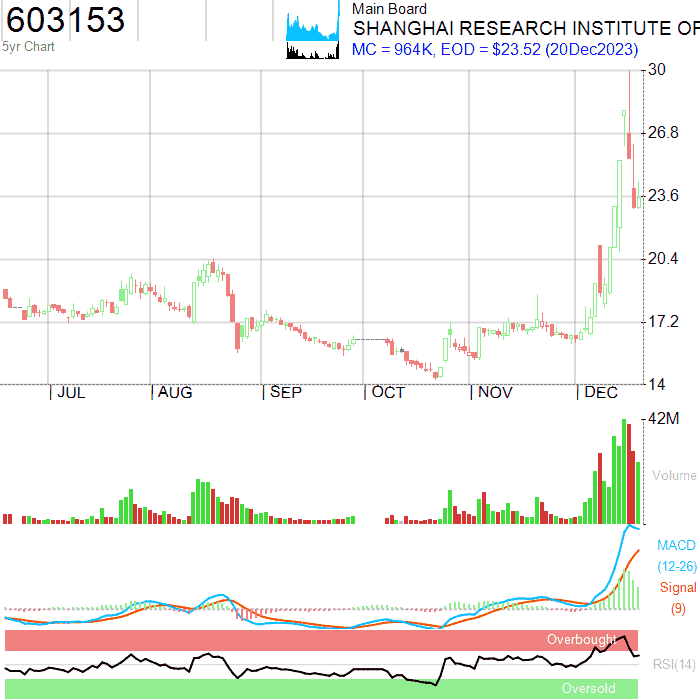 603153
5yr Chart
Main Board
SHANGHAI RESEARCH INSTITUTE OF
MC = 964K, EOD = $23.52 (20Dec2023)
30
26.8
23.6
20.4
17.2
14
JUL AUG SEP OCT NOV DEC
42M
Volume
MACD
(12-26)
Signal
(9)
Overbought
RSI(14)
Oversold